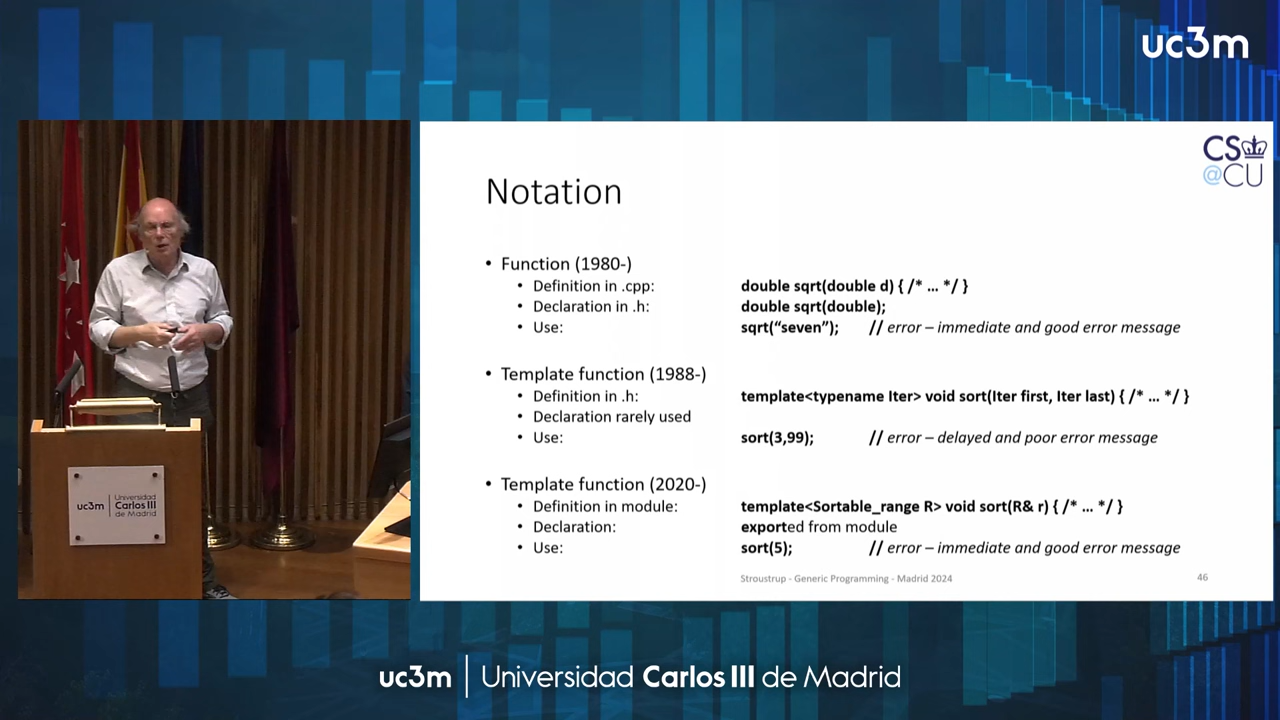 uc3m
CS
@CU
Notation
• Function (1980-)
• Definition in .cpp: double sqrt(double d) { /* … */ }
• Declaration in .h: double sqrt(double);
• Use: sqrt(“seven”); // error – immediate and good error message
• Template function (1988-)
• Definition in .h: template<typename Iter> void sort(Iter first, Iter last) { /* … */ }
• Declaration rarely used
• Use: sort(3,99); // error – delayed and poor error message
• Template function (2020-)
• Definition in module: template<Sortable_range R> void sort(R& r) { /* … */ }
• Declaration: exported from module
• Use: sort(5); // error – immediate and good error message
Stroustrup - Generic Programming - Madrid 2024 46
uc3m Universidad
Carlos III
de Madrid
uc3m Universidad Carlos III de Madrid